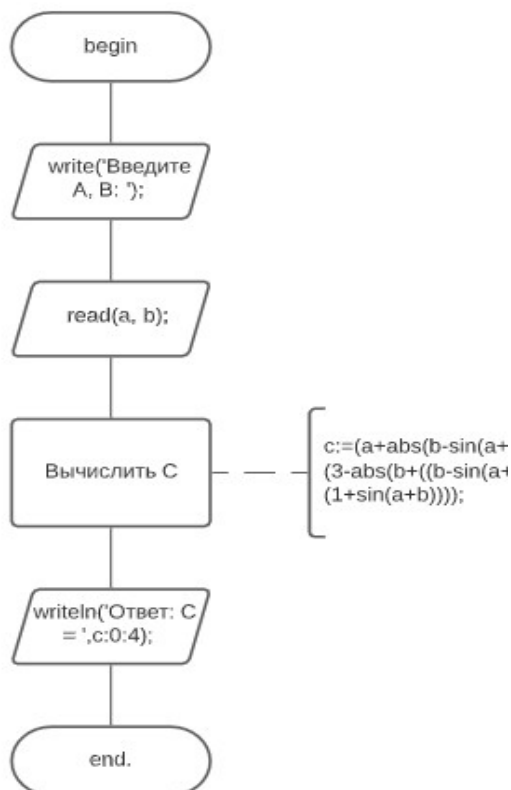 begin
write('Введите
A, B: ');
read(a, b);
Вычислить C
c:=(a+abs(b-sin(a+
(3-abs(b+((b-sin(a+
(1+sin(a+b))));
writeln('Ответ: C
= ',c:0:4);
end.